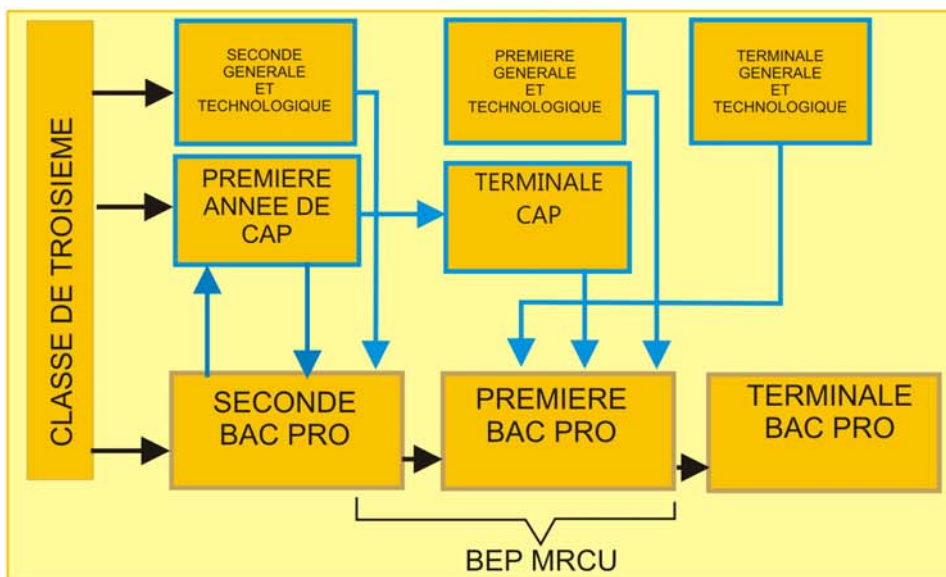 CLASSE DE TROISIEME
SECONDE
GENERALE
ET
TECHNOLOGIQUE
PREMIERE
GENERALE
ET
TECHNOLOGIQUE
TERMINALE
GENERALE
ET
TECHNOLOGIQUE
PREMIERE
ANNEE DE
CAP
TERMINALE
CAP
SECONDE
BAC PRO
PREMIÈRE
BAC PRO
TERMINALE
BAC PRO
BEP MRCU